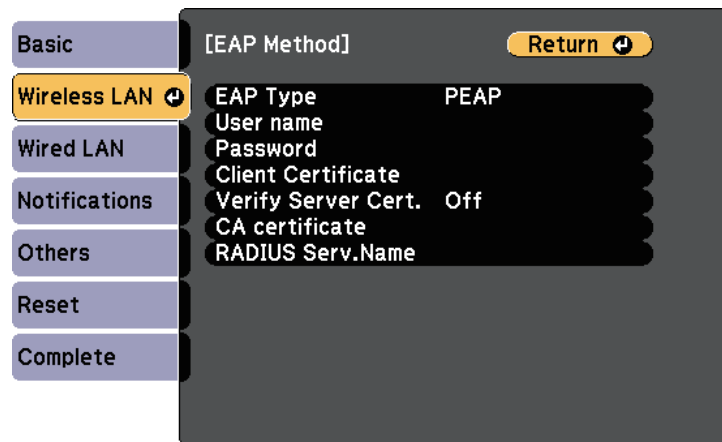 Basic
Wireless LAN
Wired LAN
Notifications
Others
Reset
Complete
[EAP Method]
Return
EAP Type PEAP
User name
Password
Client Certificate
Verify Server Cert. Off
CA certificate
RADIUS Serv.Name